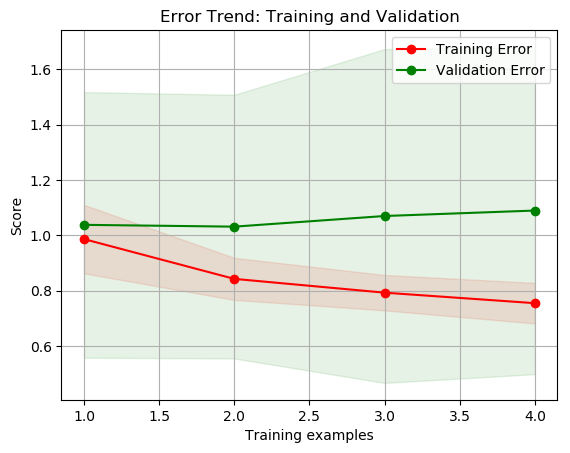 Error Trend: Training and Validation
Training Error
Validation Error
1.6
1.4
1.2
1.0
0.8
0.6
Score
1.0
1.5
2.0
2.5
3.0
3.5
4.0
Training examples